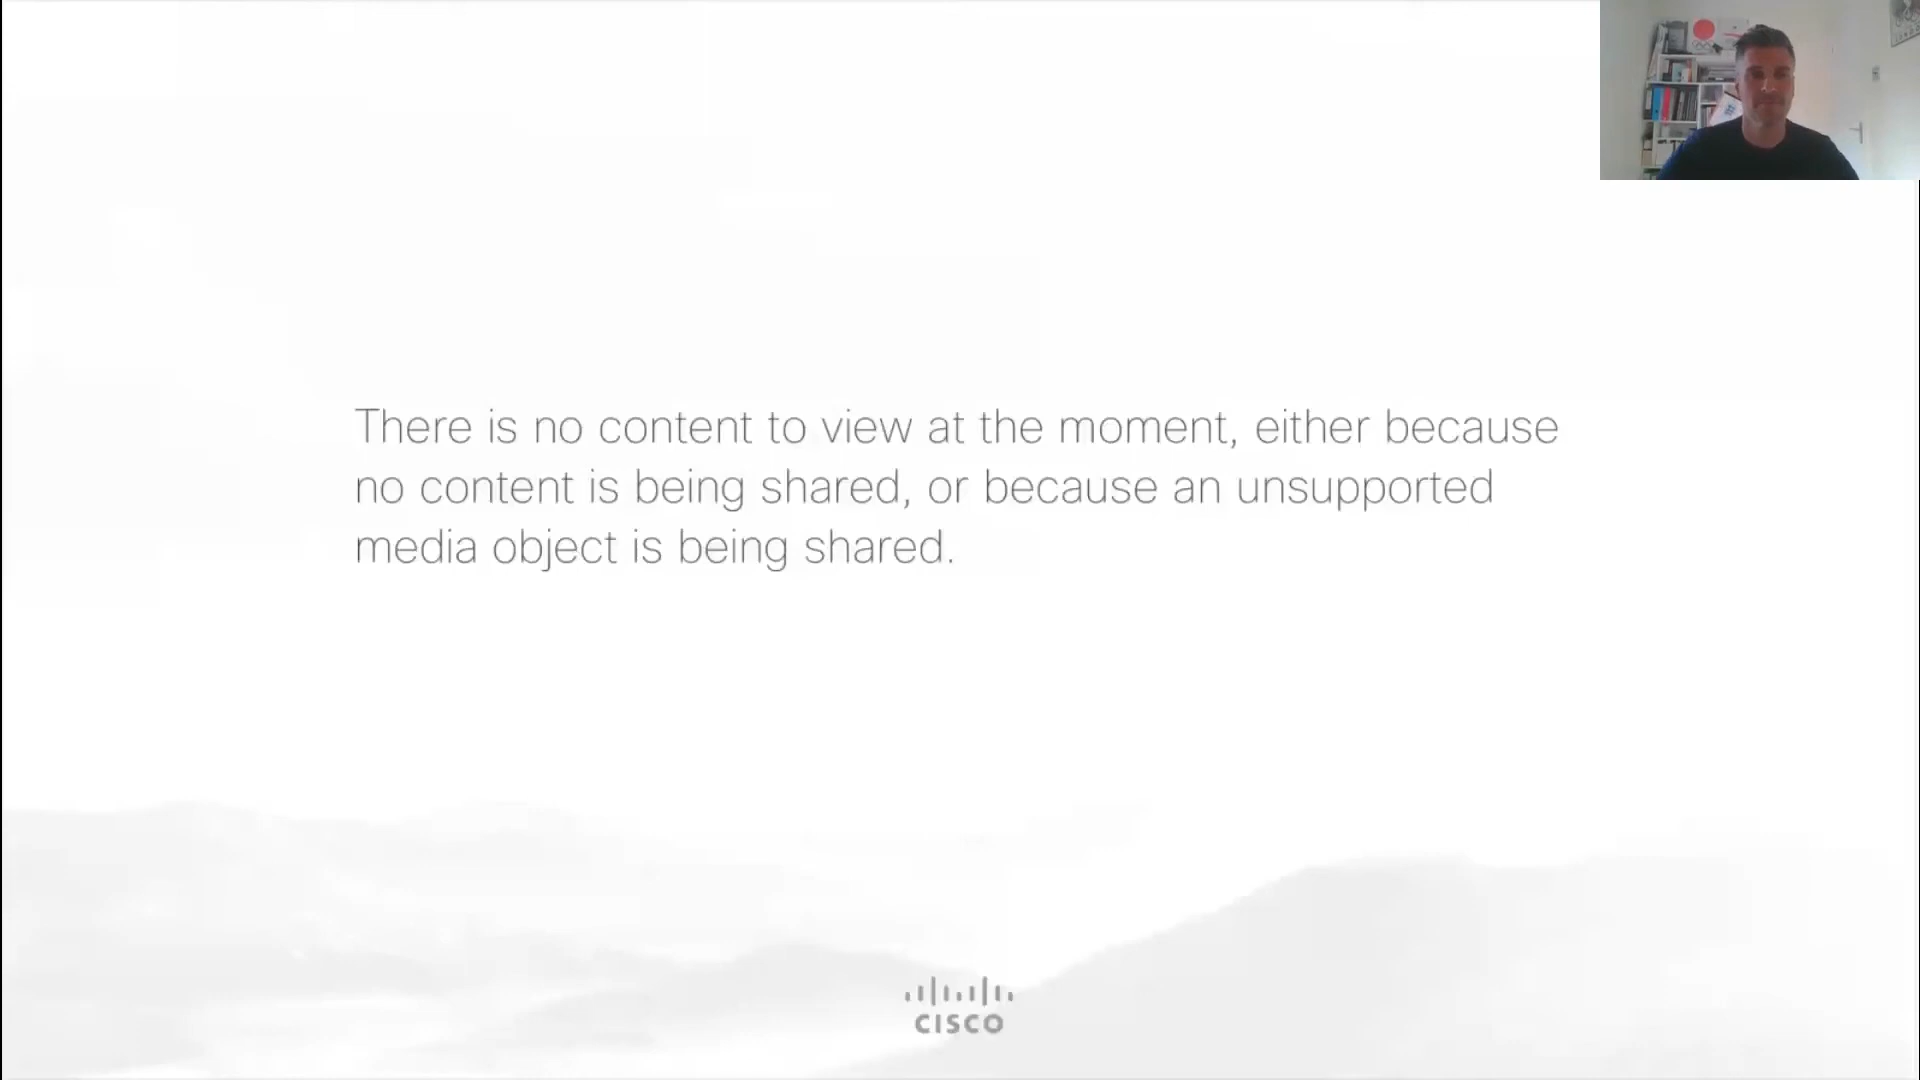 There is no content to view at the moment, either because
no content is being shared, or because an unsupported
media object is being shared.
CISCO